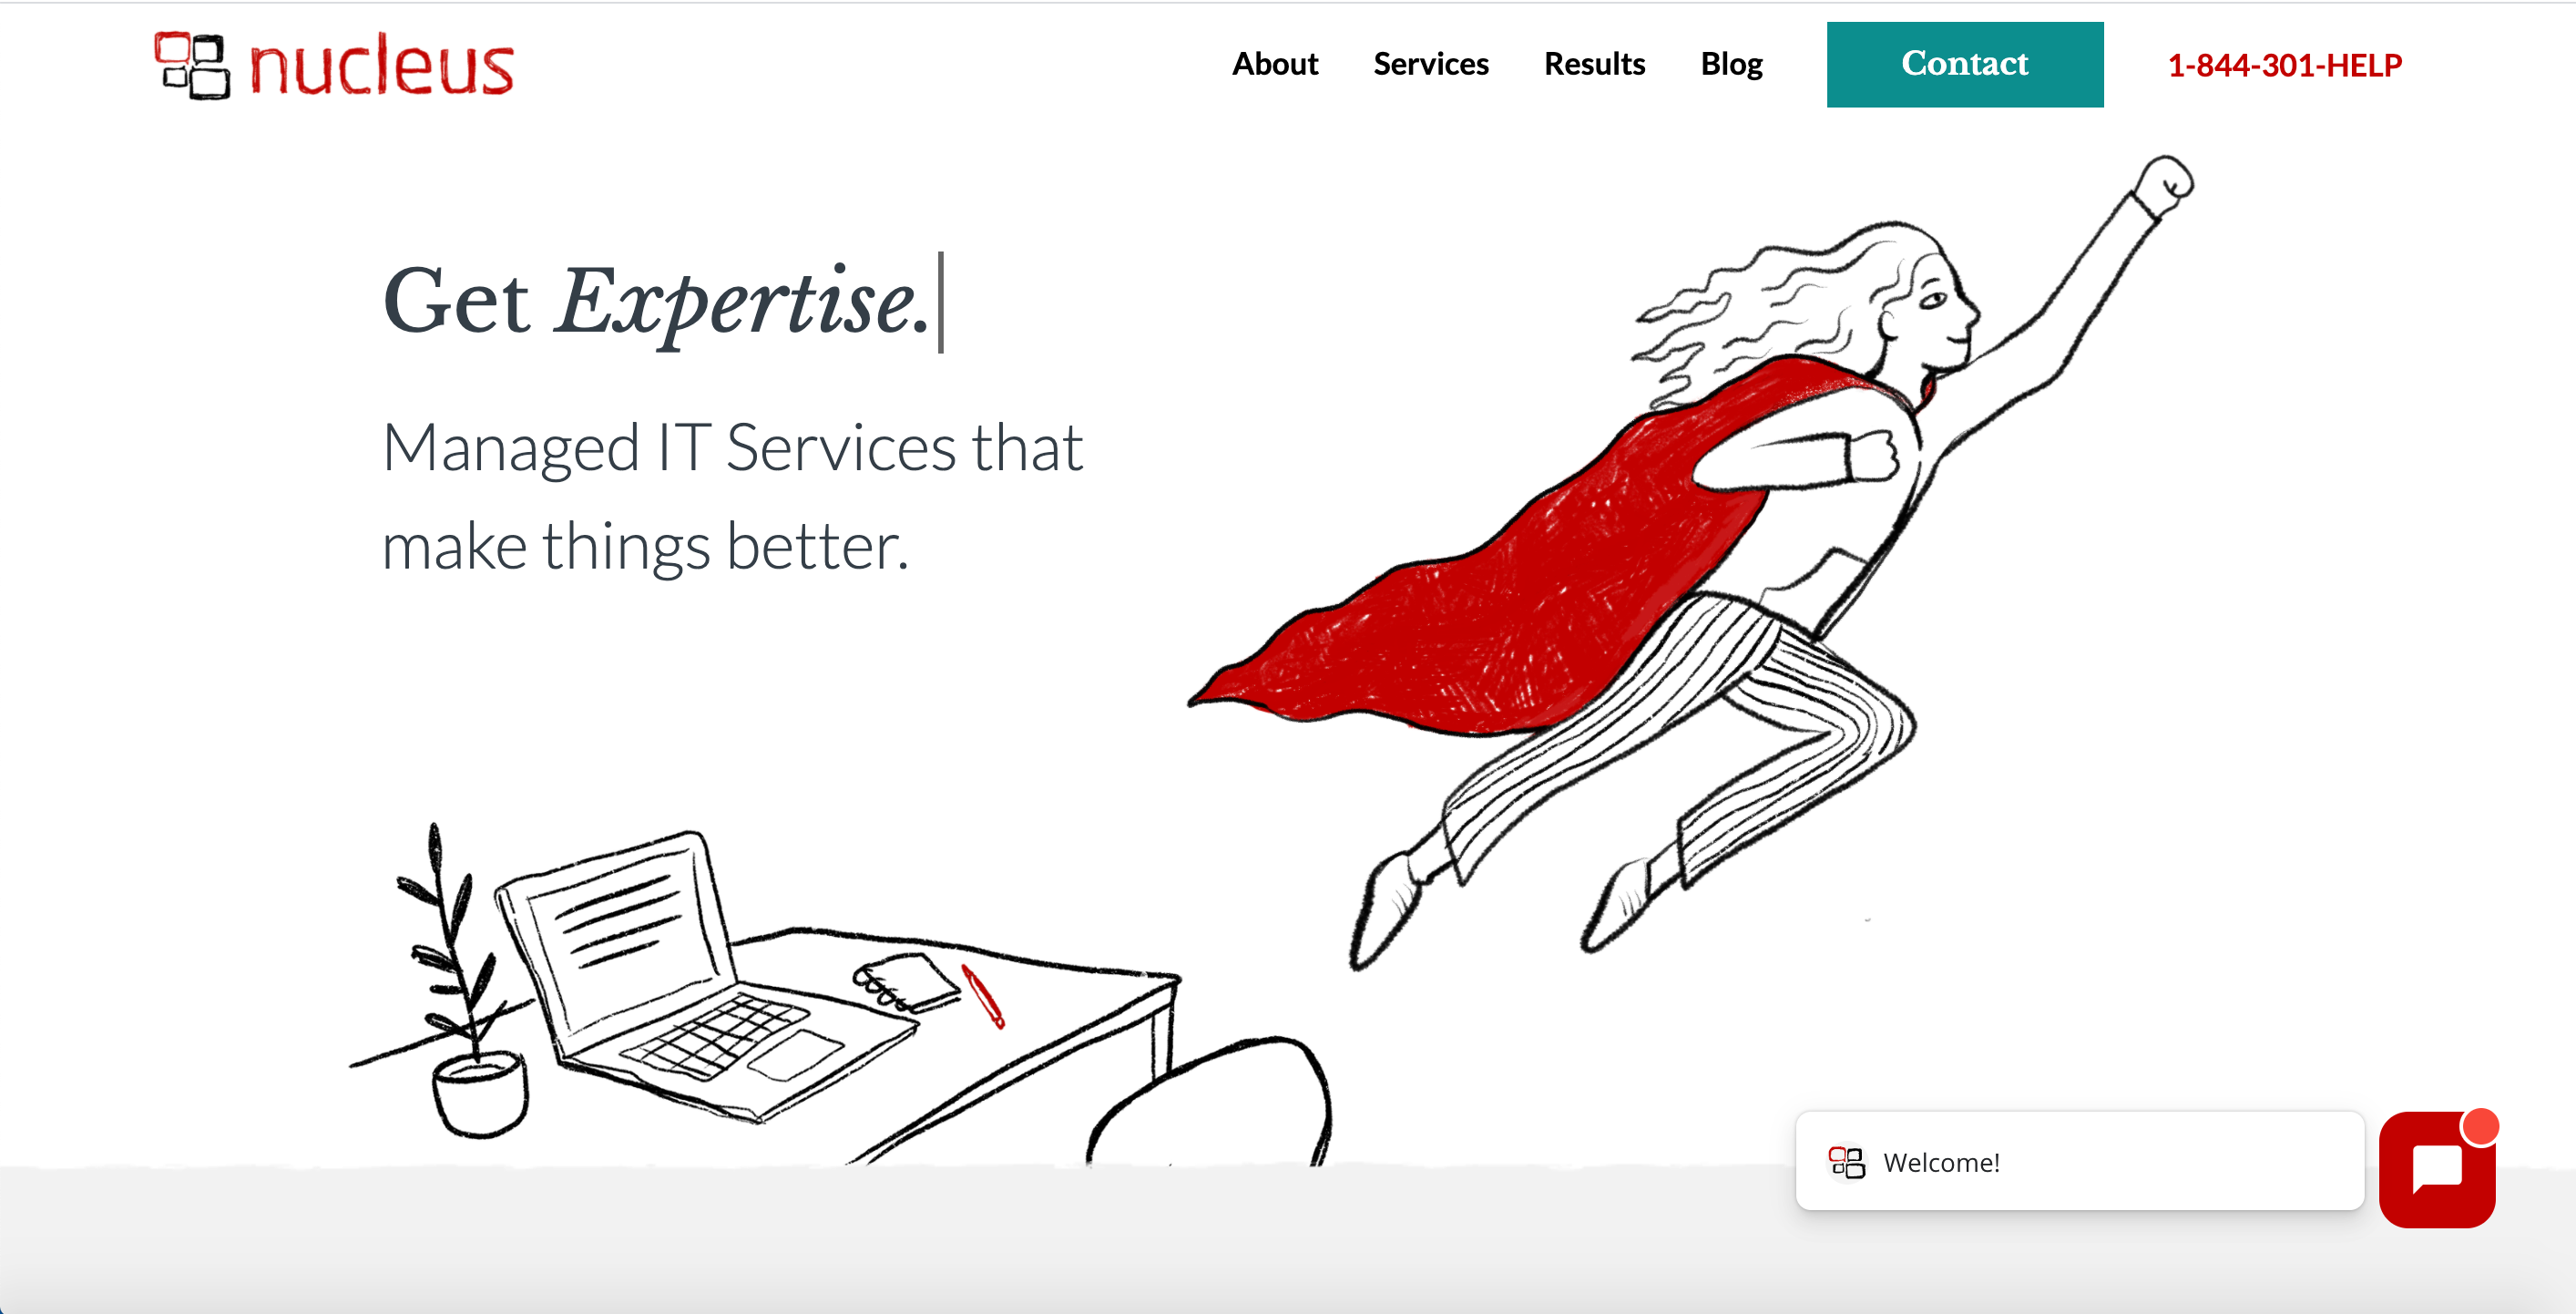 nucleus
About Services Results Blog Contact 1-844-301-HELP
Get Expertise.
Managed IT Services that
make things better.
Welcome!